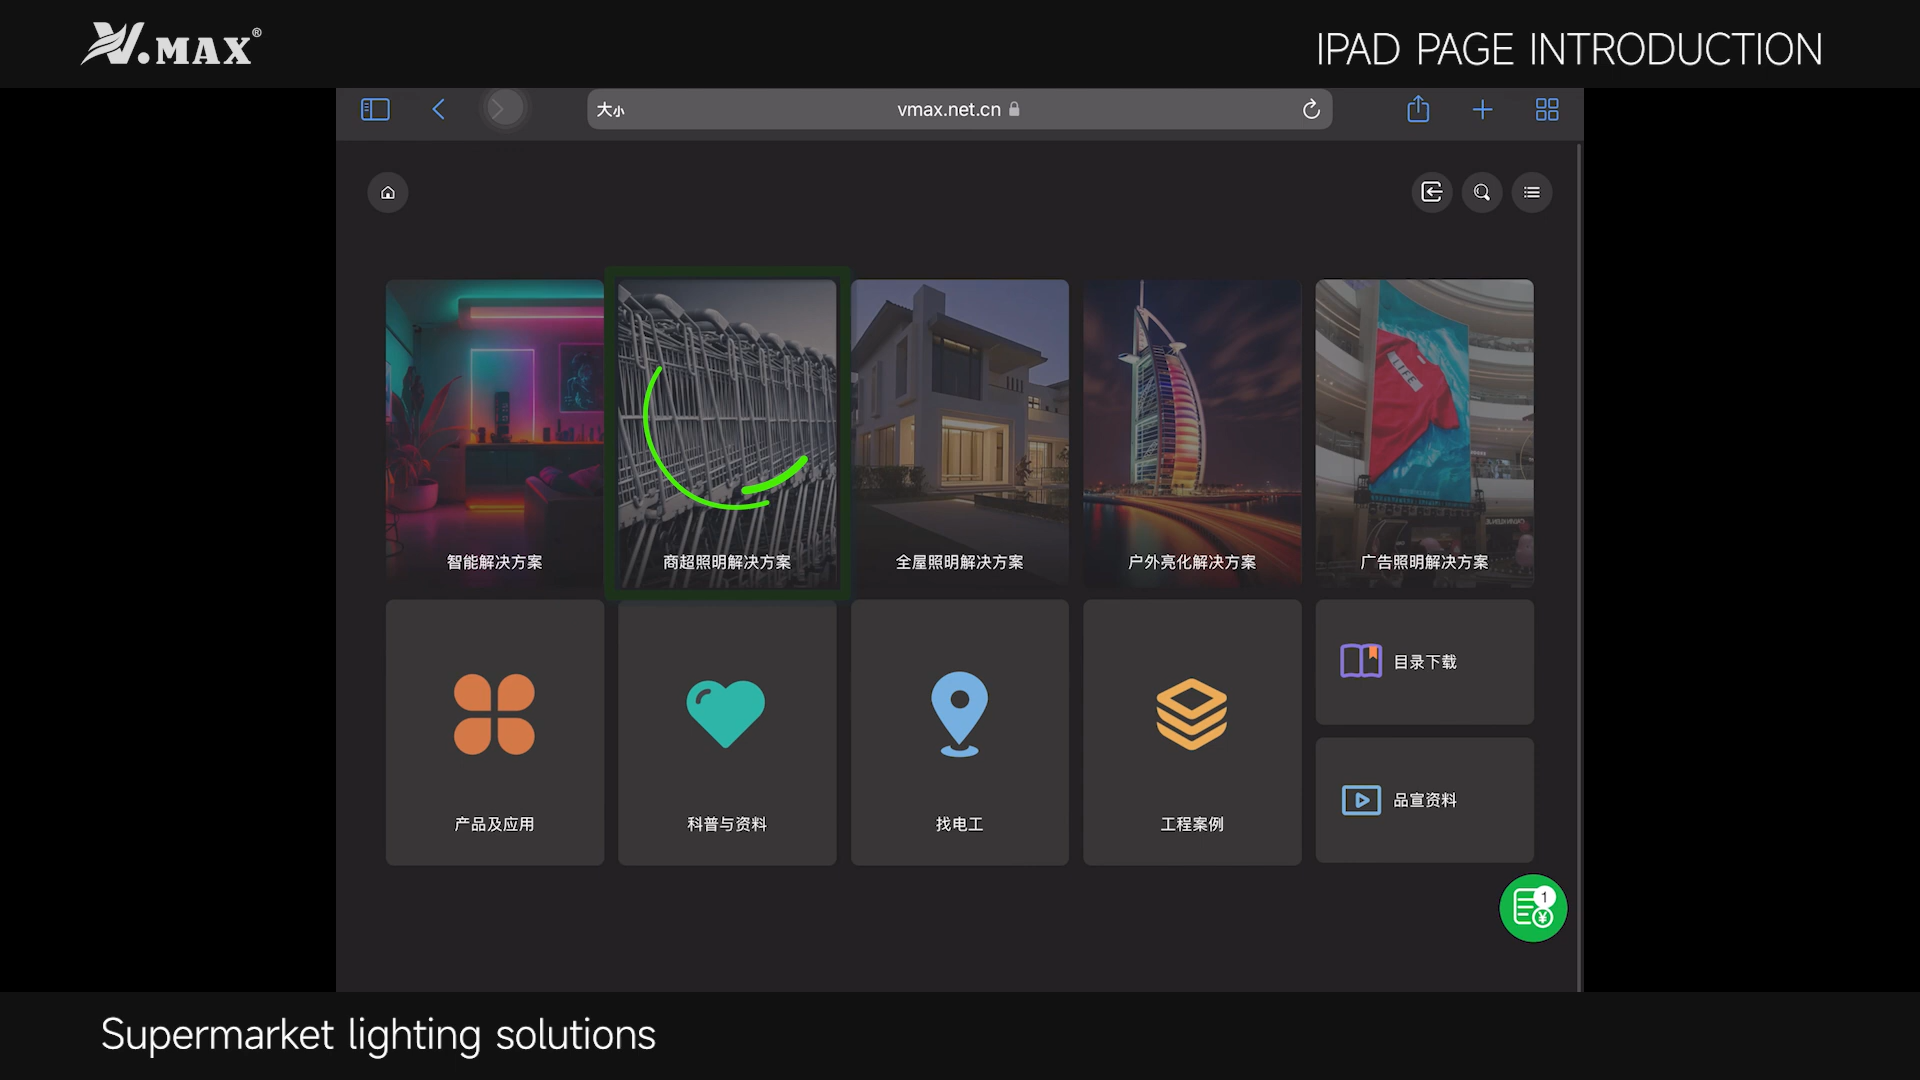 V.MAX®
IPAD PAGE INTRODUCTION
大小
vmax.net.cn
智能解决方案
商超照明解决方案
全屋照明解决方案
户外亮化解决方案
LIFE
广告照明解决方案
产品及应用
科普与资料
找电工
工程案例
目录下载
品宣资料
1
¥
Supermarket lighting solutions